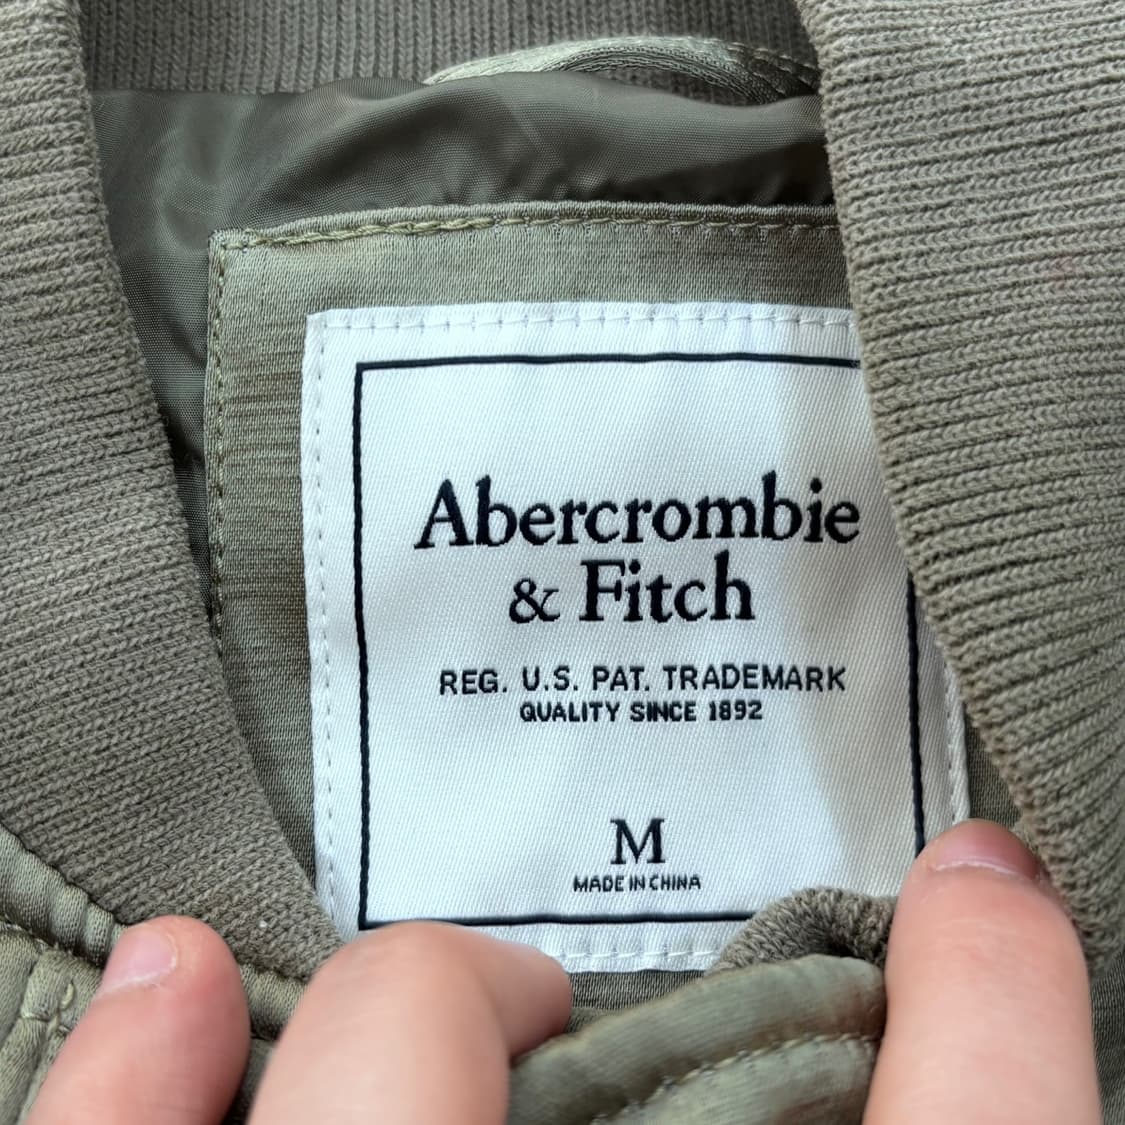 Abercrombie
& Fitch
REG. U.S. PAT. TRADEMARK
QUALITY SINCE 1892
M
MADE IN CHINA